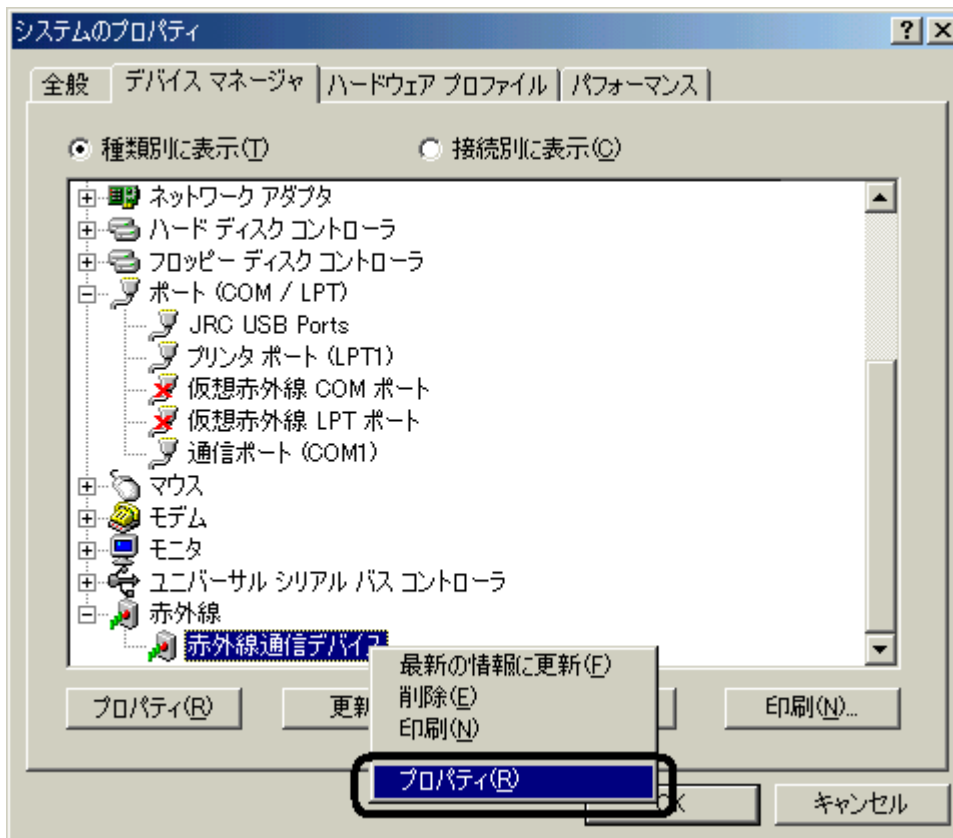 システムのプロパティ
全般 デバイス マネージャ ハードウェア プロファイル パフォーマンス
種類別に表示(T) 接続別に表示(C)
ネットワーク アダプタ
ハード ディスク コントローラ
フロッピー ディスク コントローラ
ポート (COM / LPT)
JRC USB Ports
プリンタ ポート (LPT1)
仮想赤外線 COM ポート
仮想赤外線 LPT ポート
通信ポート (COM1)
マウス
モデム
モニタ
ユニバーサル シリアル バス コントローラ
赤外線
赤外線通信デバイス
最新の情報に更新(F)
削除(E)
印刷(N)
プロパティ(R)
プロパティ(R) 更新 印刷(N)...
OK キャンセル